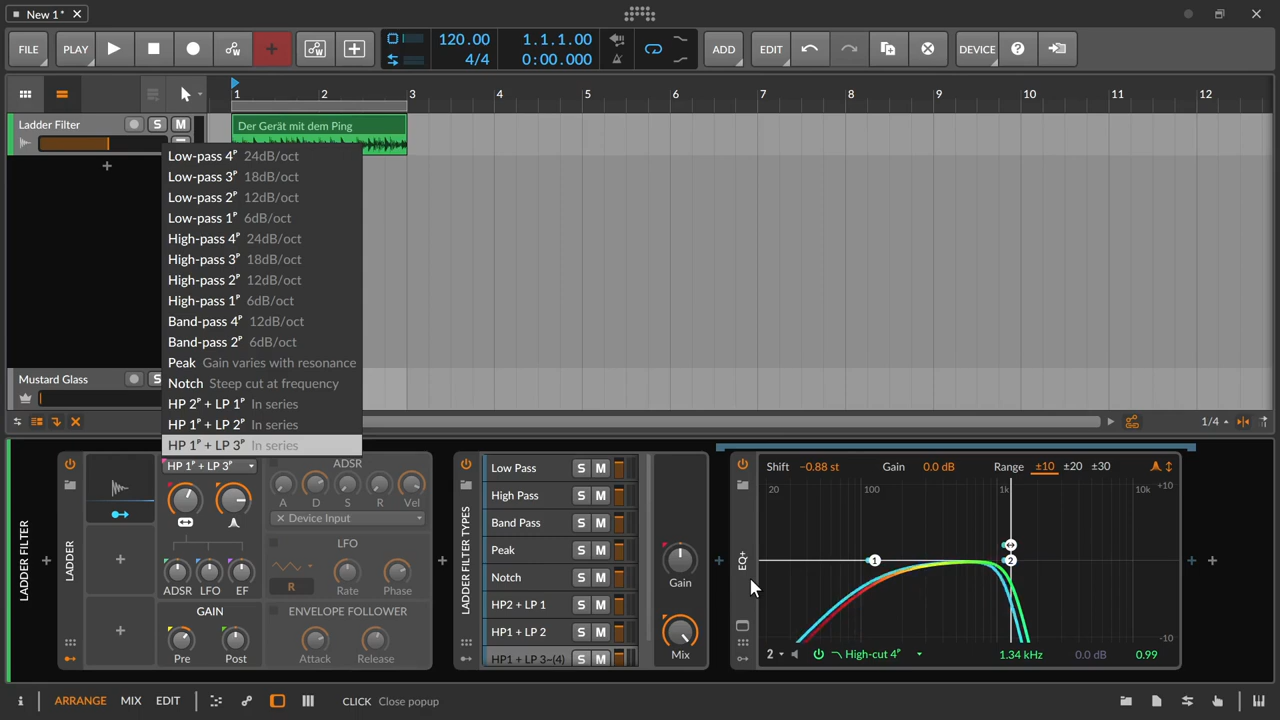 New 1*
FILE
PLAY
120.00
4/4
1.1.1.00
0:00.000
ADD
EDIT
DEVICE
1 2 3 4 5 6 7 8 9 10 11 12
Ladder Filter
S M
Der Gerät mit dem Ping
Low-pass 4ᴾ 24dB/oct
Low-pass 3ᴾ 18dB/oct
Low-pass 2ᴾ 12dB/oct
Low-pass 1ᴾ 6dB/oct
High-pass 4ᴾ 24dB/oct
High-pass 3ᴾ 18dB/oct
High-pass 2ᴾ 12dB/oct
High-pass 1ᴾ 6dB/oct
Band-pass 4ᴾ 12dB/oct
Band-pass 2ᴾ 6dB/oct
Peak Gain varies with resonance
Notch Steep cut at frequency
HP 2ᴾ + LP 1ᴾ In series
HP 1ᴾ + LP 2ᴾ In series
HP 1ᴾ + LP 3ᴾ In series
Mustard Glass
S
1/4
LADDER FILTER
LADDER
HP 1ᴾ + LP 3ᴾ
ADSR LFO EF
GAIN
Pre Post
ADSR
A D S R Vel
Device Input
LFO
R
Rate Phase
ENVELOPE FOLLOWER
Attack Release
LADDER FILTER TYPES
Low Pass S M
High Pass S M
Band Pass S M
Peak S M
Notch S M
HP2 + LP 1 S M
HP1 + LP 2 S M
HP1 + LP 3~(4) S M
Gain
Mix
EQ+
Shift -0.88 st Gain 0.0 dB Range ±10 ±20 ±30
20 100 1k 10k +10
1 2
-10
2 High-cut 4ᴾ 1.34 kHz 0.0 dB 0.99
ARRANGE MIX EDIT CLICK Close popup